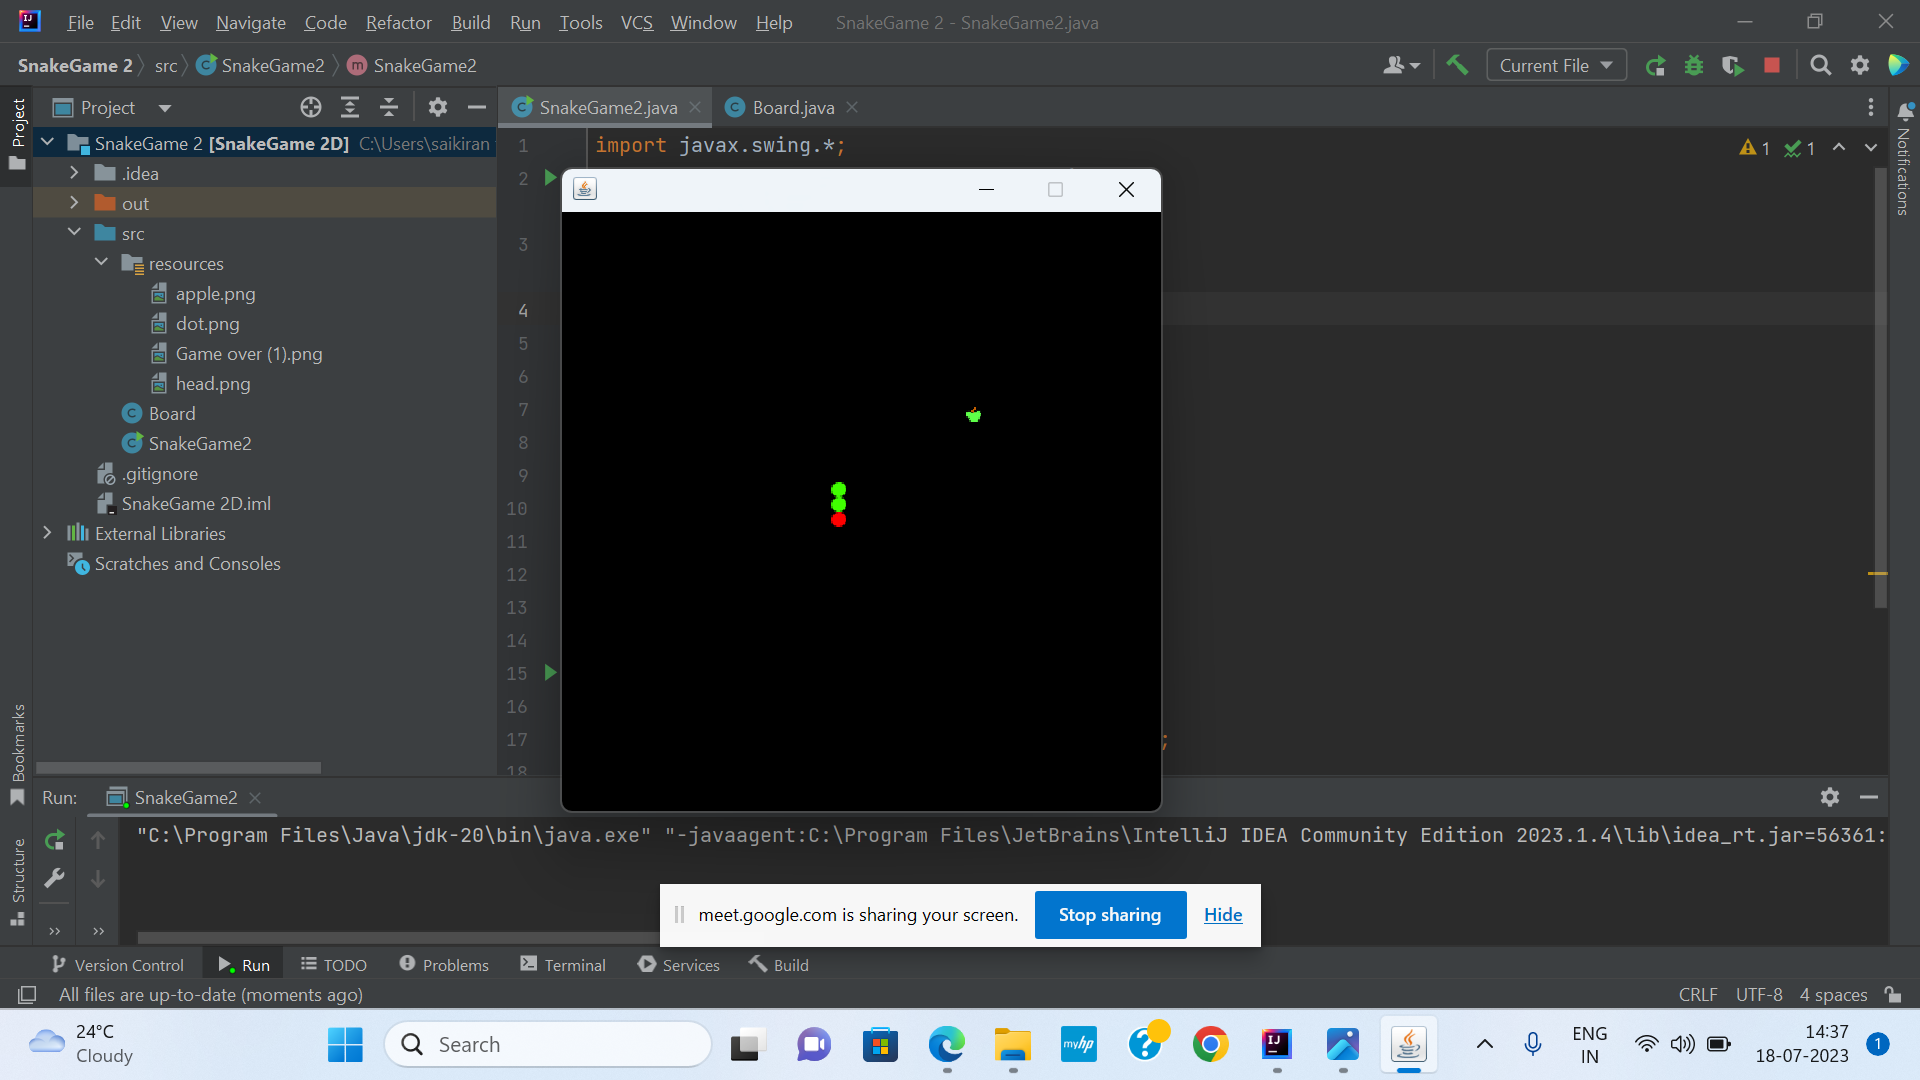 File Edit View Navigate Code Refactor Build Run Tools VCS Window Help SnakeGame 2 - SnakeGame2.java
SnakeGame 2 src SnakeGame2 m SnakeGame2 Current File
Project
Project
SnakeGame2.java Board.java
SnakeGame 2 [SnakeGame 2D] C:\Users\saikiran
.idea
out
src
resources
apple.png
dot.png
Game over (1).png
head.png
Board
SnakeGame2
.gitignore
SnakeGame 2D.iml
External Libraries
Scratches and Consoles
1 import javax.swing.*;
1 1
2
3
4
5
6
7
8
9
10
11
12
13
14
15
16
17 ;
18
Notifications
Bookmarks
Structure
Run: SnakeGame2
"C:\Program Files\Java\jdk-20\bin\java.exe" "-javaagent:C:\Program Files\JetBrains\IntelliJ IDEA Community Edition 2023.1.4\lib\idea_rt.jar=56361:
meet.google.com is sharing your screen. Stop sharing Hide
Version Control Run TODO Problems Terminal Services Build
All files are up-to-date (moments ago) CRLF UTF-8 4 spaces
24°C
Cloudy
Search
myhp
ENG
IN
14:37
18-07-2023
1